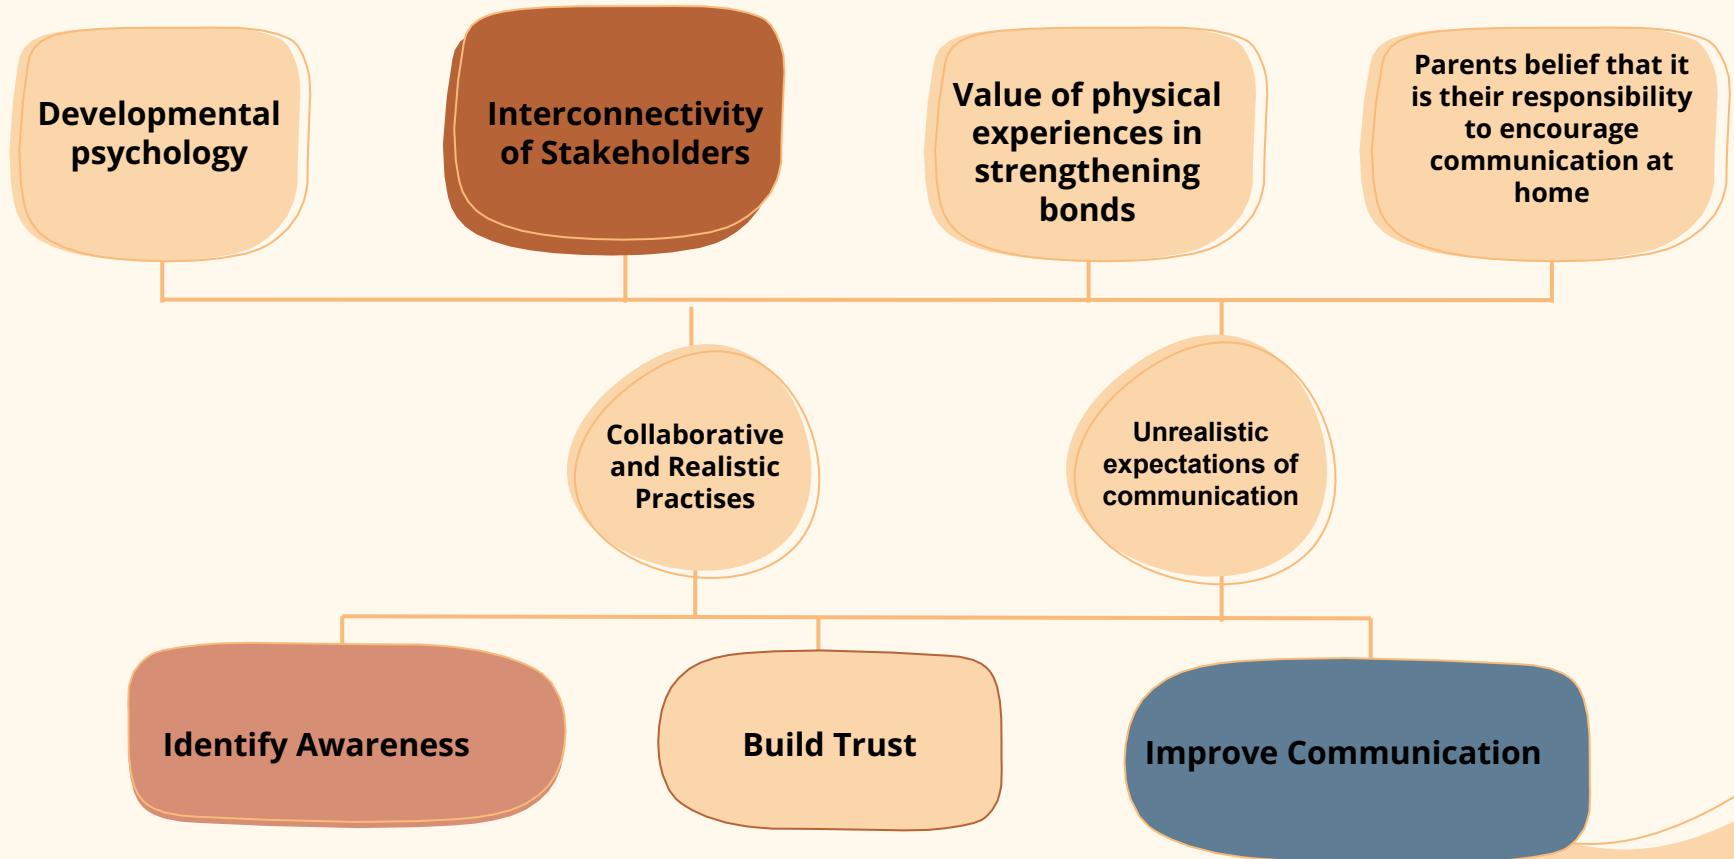 Developmental
psychology
Interconnectivity
of Stakeholders
Value of physical
experiences in
strengthening
bonds
Parents belief that it
is their responsibility
to encourage
communication at
home
Collaborative
and Realistic
Practises
Unrealistic
expectations of
communication
Identify Awareness
Build Trust
Improve Communication